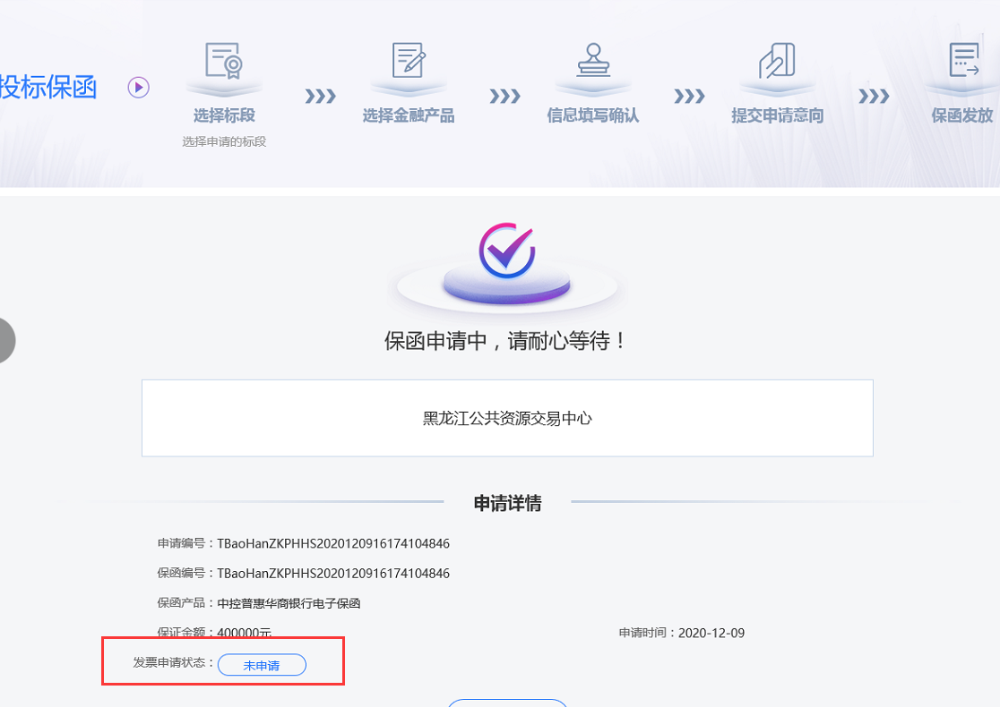 投标保函
选择标段
选择金融产品
信息填写确认
提交申请意向
保函发放
选择申请的标段
保函申请中，请耐心等待！
黑龙江公共资源交易中心
申请详情
申请编号：TBaoHanZKPHHS2020120916174104846
保函编号：TBaoHanZKPHHS2020120916174104846
保函产品：中控普惠华商银行电子保函
保证金额：400000元 申请时间：2020-12-09
发票申请状态： 未申请